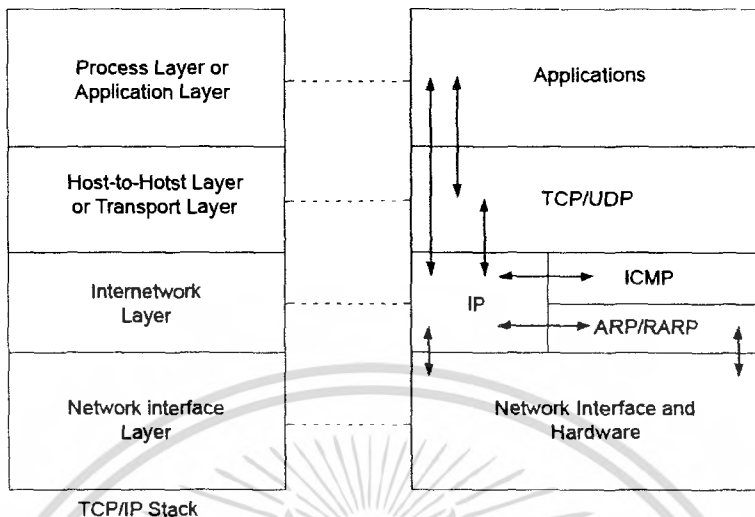 Process Layer or
Application Layer
Applications
Host-to-Hotst Layer
or Transport Layer
TCP/UDP
Internetwork
Layer
IP
ICMP
ARP/RARP
Network interface
Layer
Network Interface and
Hardware
TCP/IP Stack